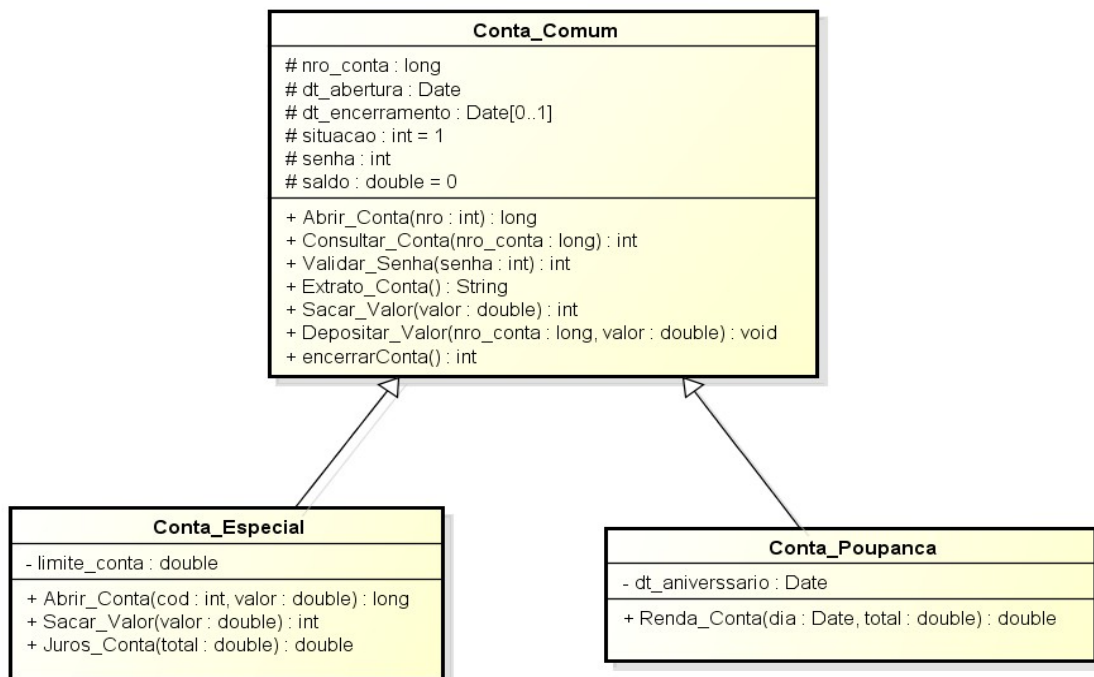 Conta_Comum
# nro_conta : long
# dt_abertura : Date
# dt_encerramento : Date[0..1]
# situacao : int = 1
# senha : int
# saldo : double = 0
+ Abrir_Conta(nro : int) : long
+ Consultar_Conta(nro_conta : long) : int
+ Validar_Senha(senha : int) : int
+ Extrato_Conta() : String
+ Sacar_Valor(valor : double) : int
+ Depositar_Valor(nro_conta : long, valor : double) : void
+ encerrarConta() : int
Conta_Especial
- limite_conta : double
+ Abrir_Conta(cod : int, valor : double) : long
+ Sacar_Valor(valor : double) : int
+ Juros_Conta(total : double) : double
Conta_Poupanca
- dt_aniverssario : Date
+ Renda_Conta(dia : Date, total : double) : double